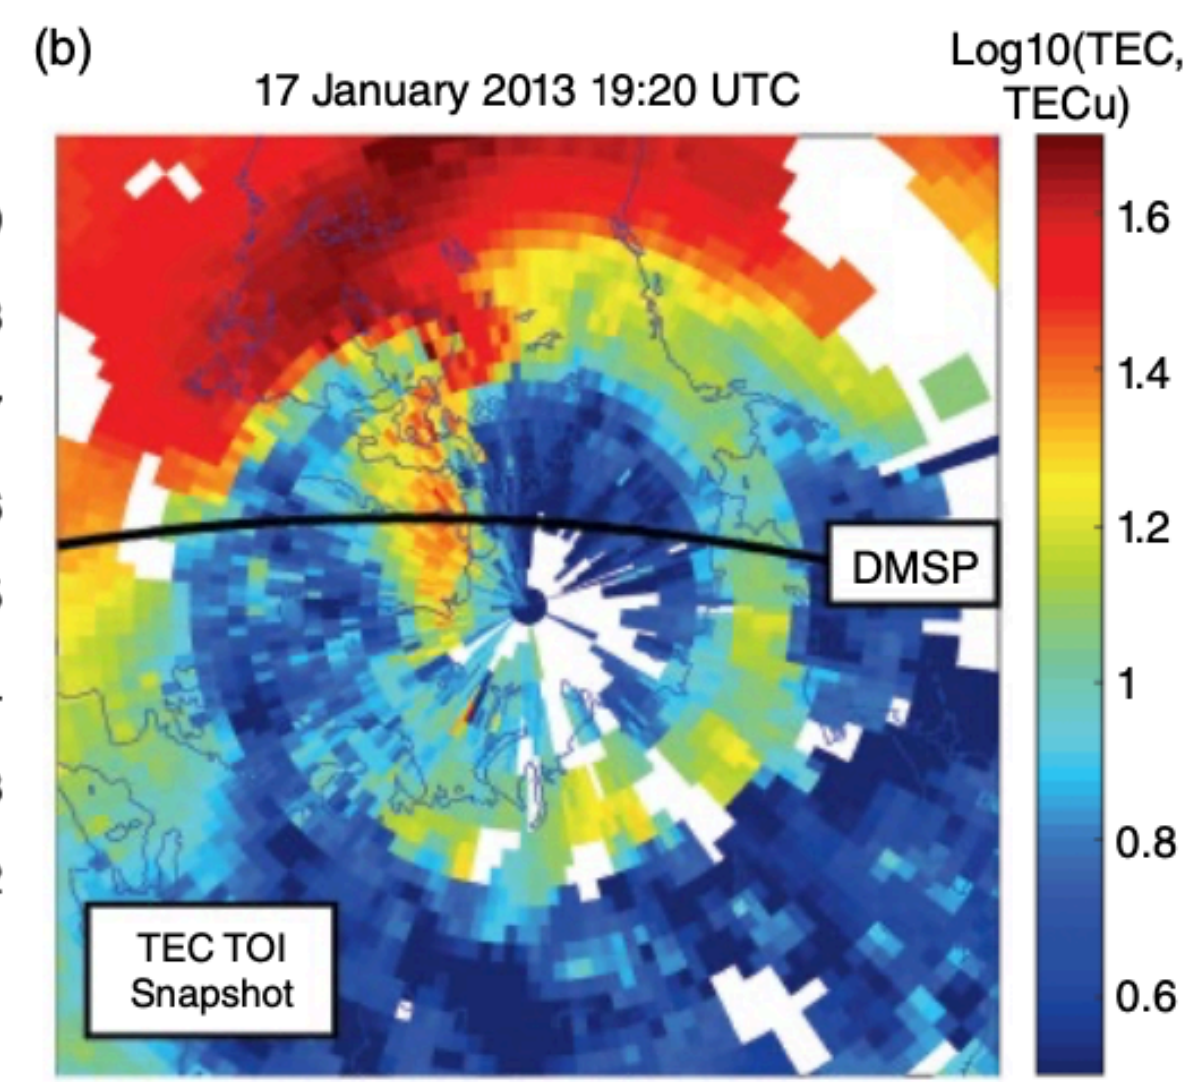 (b)
17 January 2013 19:20 UTC
Log10(TEC,
TECu)
1.6
1.4
1.2
1
0.8
0.6
DMSP
TEC TOI
Snapshot